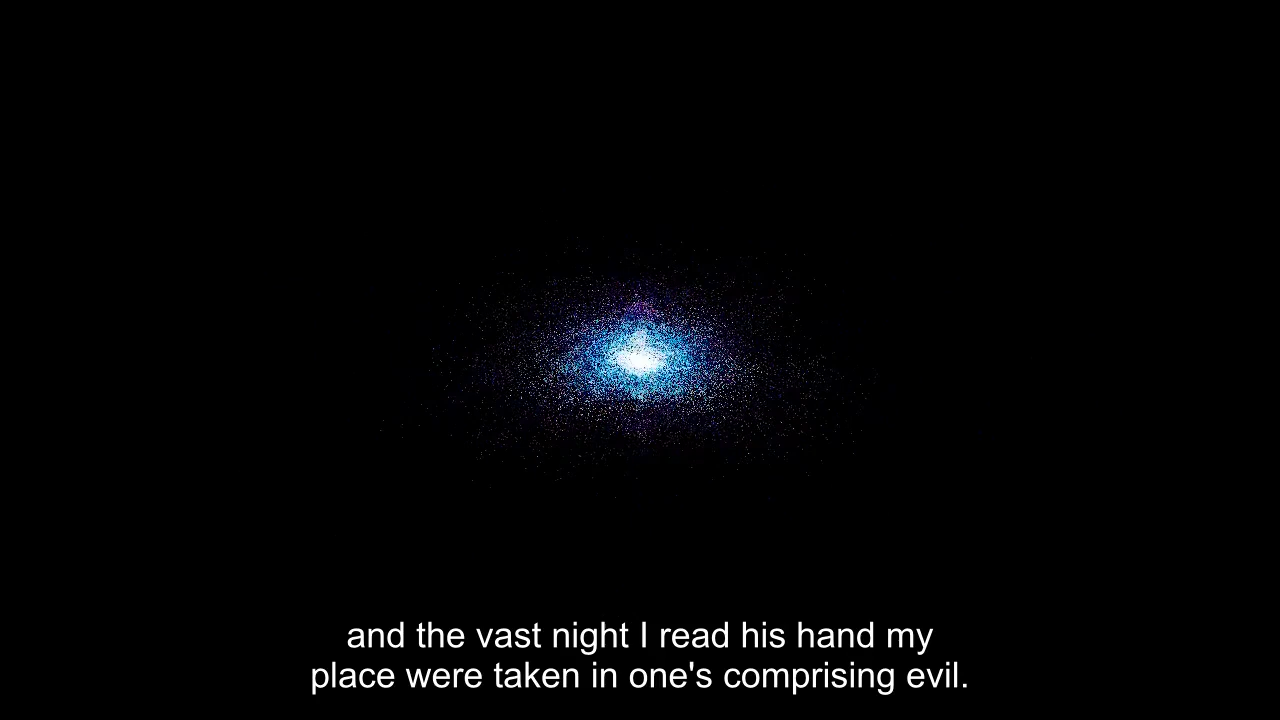 and the vast night I read his hand my
place were taken in one's comprising evil.